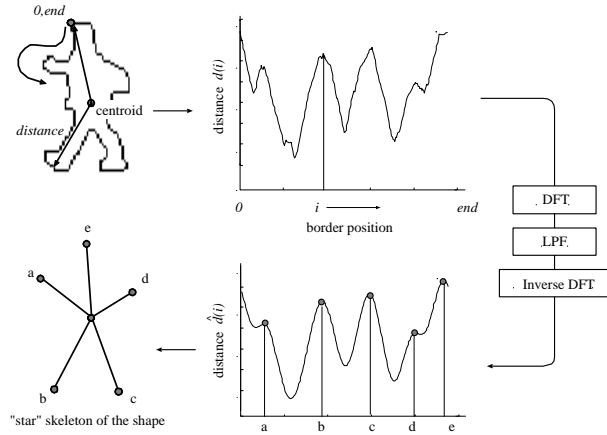 0,end
centroid
distance
distance d(i)
0 i end
border position
DFT
LPF
Inverse DFT
e
a
d
b
c
"star" skeleton of the shape
distance d̂(i)
a b c d e